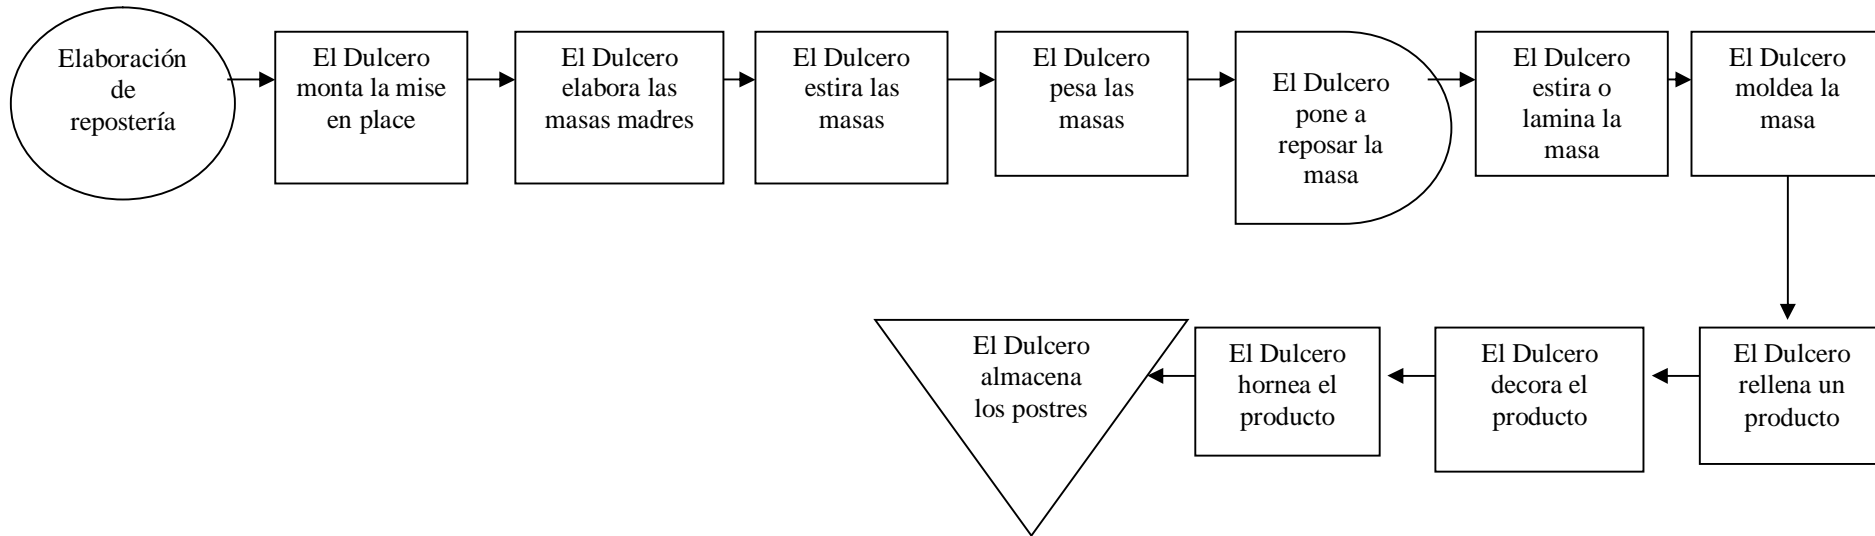 Elaboración
de
repostería
El Dulcero
monta la mise
en place
El Dulcero
elabora las
masas madres
El Dulcero
estira las
masas
El Dulcero
pesa las
masas
El Dulcero
pone a
reposar la
masa
El Dulcero
estira o
lamina la
masa
El Dulcero
moldea la
masa
El Dulcero
rellena un
producto
El Dulcero
decora el
producto
El Dulcero
hornea el
producto
El Dulcero
almacena
los postres